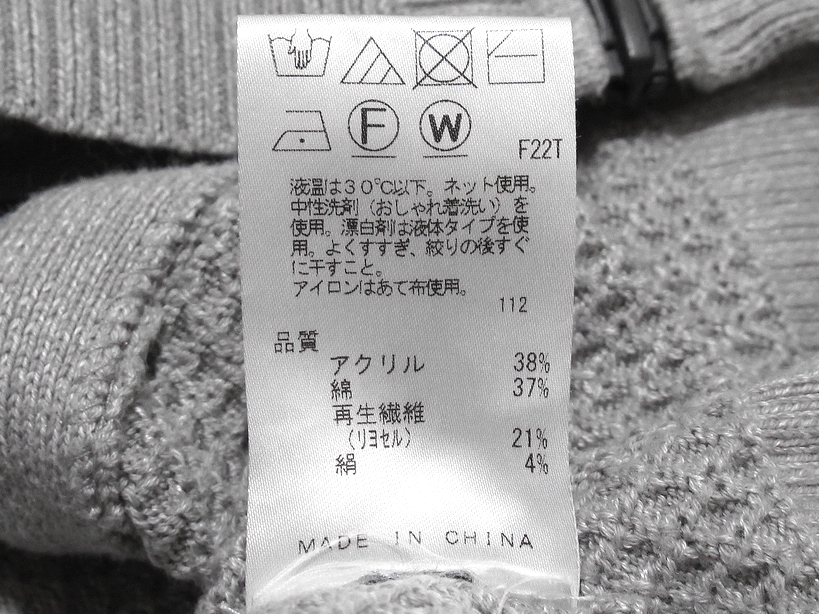 F W
F22T
液温は30℃以下。ネット使用。
中性洗剤（おしゃれ着洗い）を
使用。漂白剤は液体タイプを使
用。よくすすぎ、絞りの後すぐ
に干すこと。
アイロンはあて布使用。
112
品質
アクリル 38%
綿 37%
再生繊維
（リヨセル） 21%
絹 4%
MADE IN CHINA